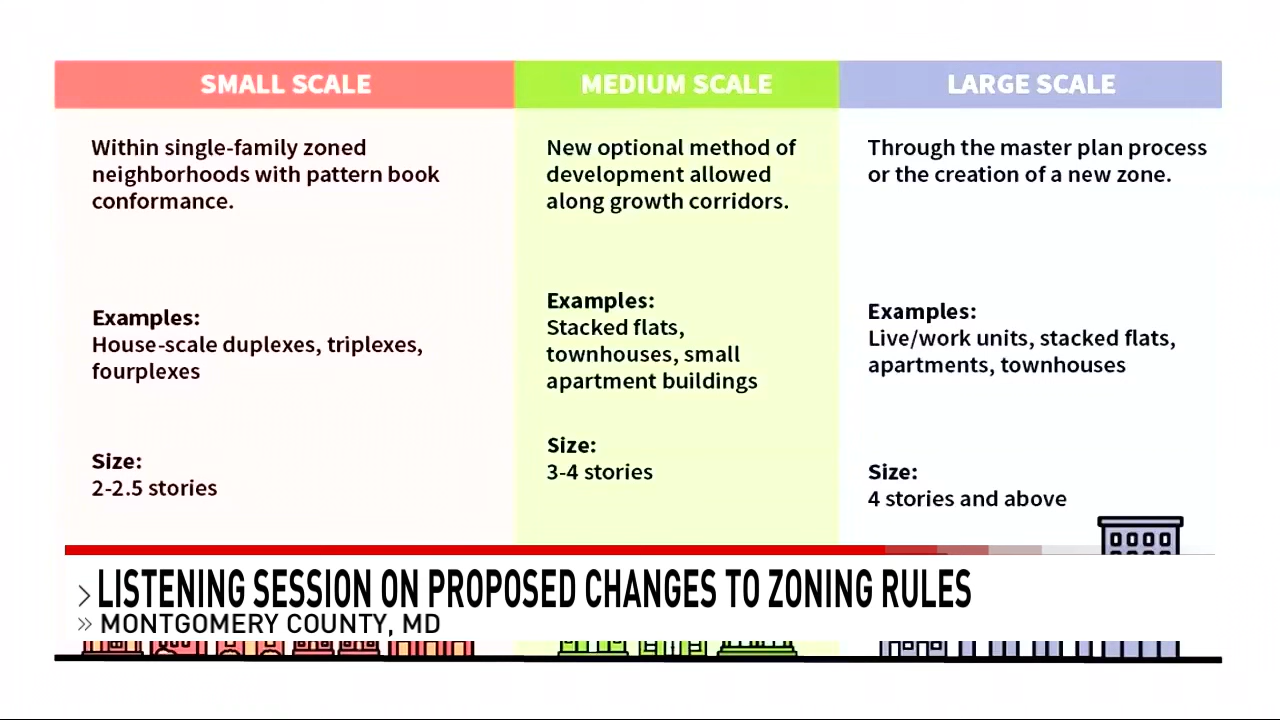 SMALL SCALE
Within single-family zoned
neighborhoods with pattern book
conformance.
Examples:
House-scale duplexes, triplexes,
fourplexes
Size:
2-2.5 stories
MEDIUM SCALE
New optional method of
development allowed
along growth corridors.
Examples:
Stacked flats,
townhouses, small
apartment buildings
Size:
3-4 stories
LARGE SCALE
Through the master plan process
or the creation of a new zone.
Examples:
Live/work units, stacked flats,
apartments, townhouses
Size:
4 stories and above
LISTENING SESSION ON PROPOSED CHANGES TO ZONING RULES
MONTGOMERY COUNTY, MD